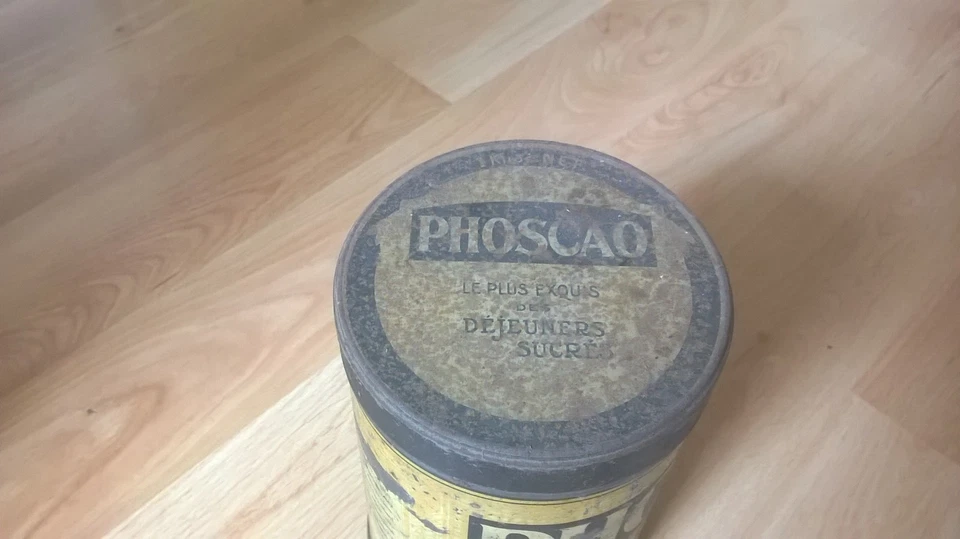 PHOSCAO
LE PLUS EXQUIS
DES
DÉJEUNERS
SUCRÉS